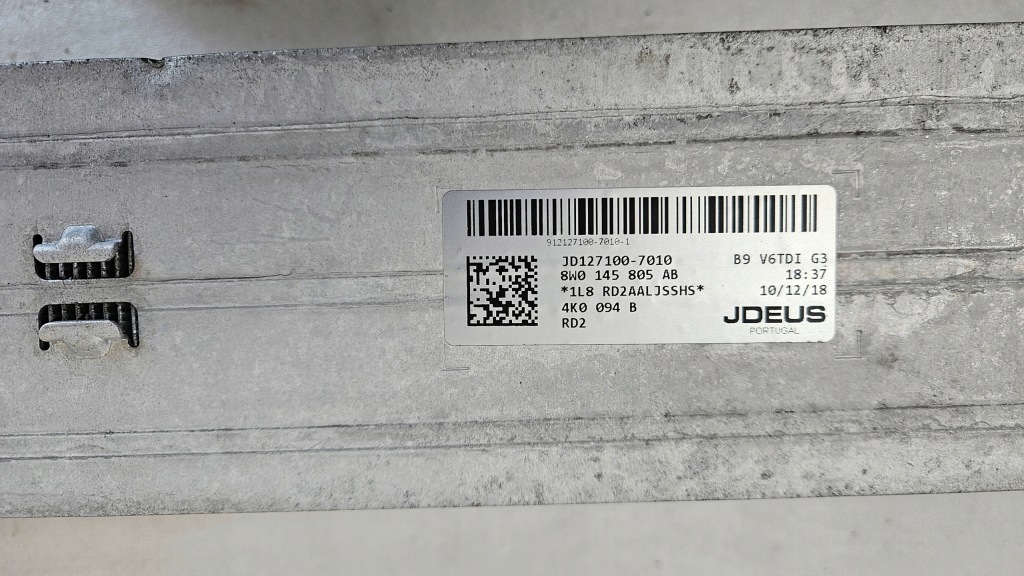 912127100-7010-1
JD127100-7010 B9 V6TDI G3
8W0 145 805 AB 18:37
*1L8 RD2AALJSSHS* 10/12/18
4K0 094 B
RD2
JDEUS
PORTUGAL